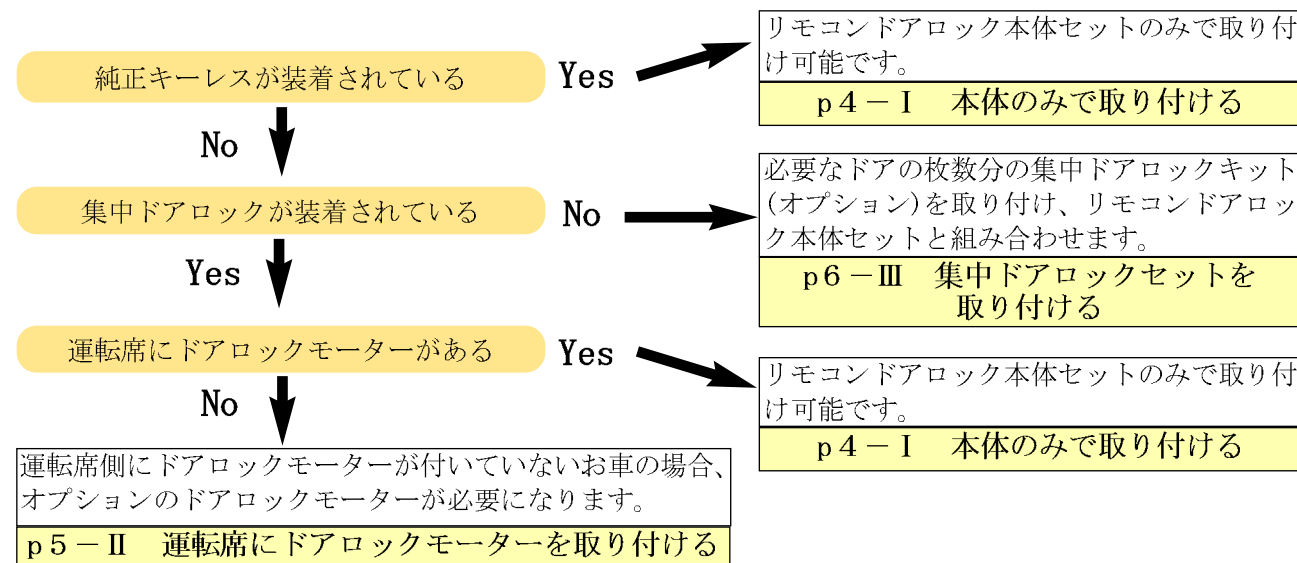 純正キーレスが装着されている
Yes
リモコンドアロック本体セットのみで取り付
け可能です。
p４－Ⅰ　本体のみで取り付ける
No
集中ドアロックが装着されている
No
必要なドアの枚数分の集中ドアロックキット
(オプション)を取り付け、リモコンドアロッ
ク本体セットと組み合わせます。
p６－Ⅲ　集中ドアロックセットを
取り付ける
Yes
運転席にドアロックモーターがある
Yes
リモコンドアロック本体セットのみで取り付
け可能です。
p４－Ⅰ　本体のみで取り付ける
No
運転席側にドアロックモーターが付いていないお車の場合、
オプションのドアロックモーターが必要になります。
p５－Ⅱ　運転席にドアロックモーターを取り付ける